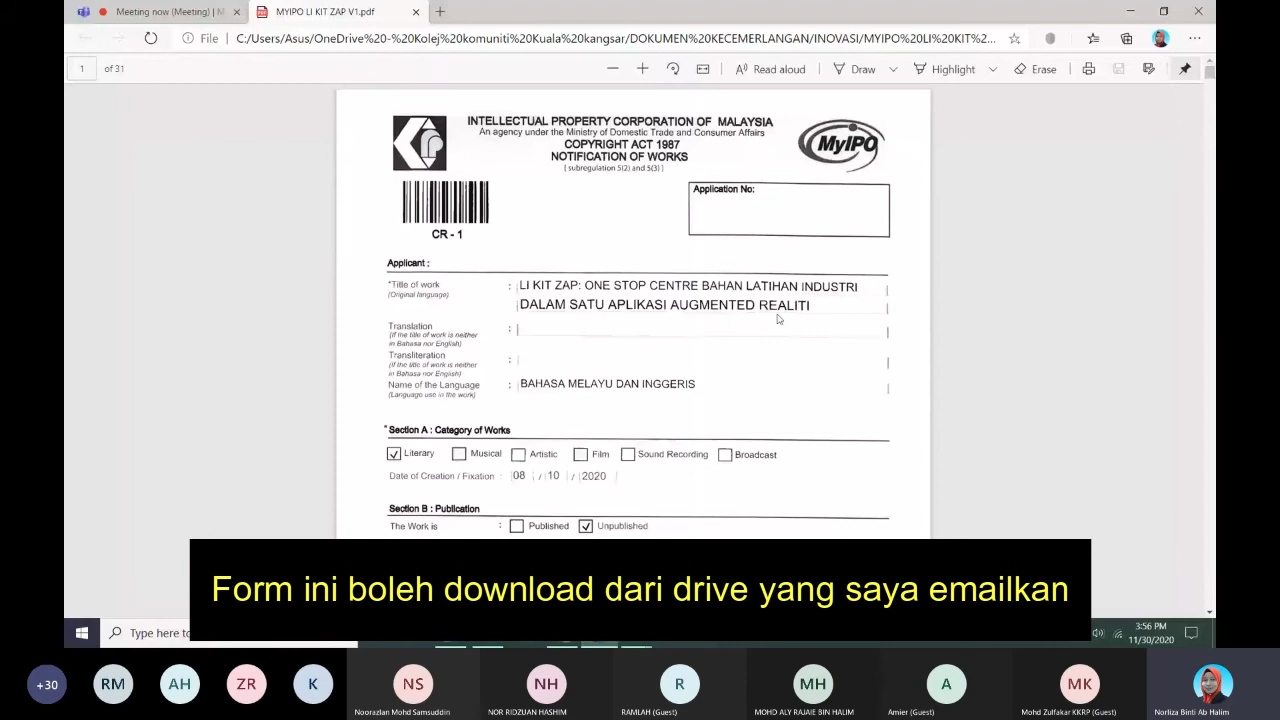 Meeting now (Meeting) | M
MYIPO LI KIT ZAP V1.pdf
File
C:/Users/Asus/OneDrive%20-%20Kolej%20komuniti%20Kuala%20kangsar/DOKUMEN%20KECEMERLANGAN/INOVASI/MYIPO%20LI%20KIT%2...
1 of 31
Read aloud
Draw
Highlight
Erase
INTELLECTUAL PROPERTY CORPORATION OF MALAYSIA
An agency under the Ministry of Domestic Trade and Consumer Affairs
COPYRIGHT ACT 1987
NOTIFICATION OF WORKS
[ subregulation 5(2) and 5(3) ]
MyIPO
CR - 1
Application No:
Applicant :
*Title of work : LI KIT ZAP: ONE STOP CENTRE BAHAN LATIHAN INDUSTRI
(Original language)
DALAM SATU APLIKASI AUGMENTED REALITI
Translation :
(If the title of work is neither
in Bahasa nor English)
Transliteration :
(If the title of work is neither
in Bahasa nor English)
Name of the Language : BAHASA MELAYU DAN INGGERIS
(Language use in the work)
*Section A : Category of Works
Literary Musical Artistic Film Sound Recording Broadcast
Date of Creation / Fixation : 08 / 10 / 2020
Section B : Publication
The Work is : Published Unpublished
Form ini boleh download dari drive yang saya emailkan
Type here to
3:56 PM
11/30/2020
+30
RM
AH
ZR
K
NS
NH
R
MH
A
MK
Noorazlan Mohd Samsuddin
NOR RIDZUAN HASHIM
RAMLAH (Guest)
MOHD ALY RAJAIE BIN HALIM
Amier (Guest)
Mohd Zulfakar KKRP (Guest)
Norliza Binti Ab Halim